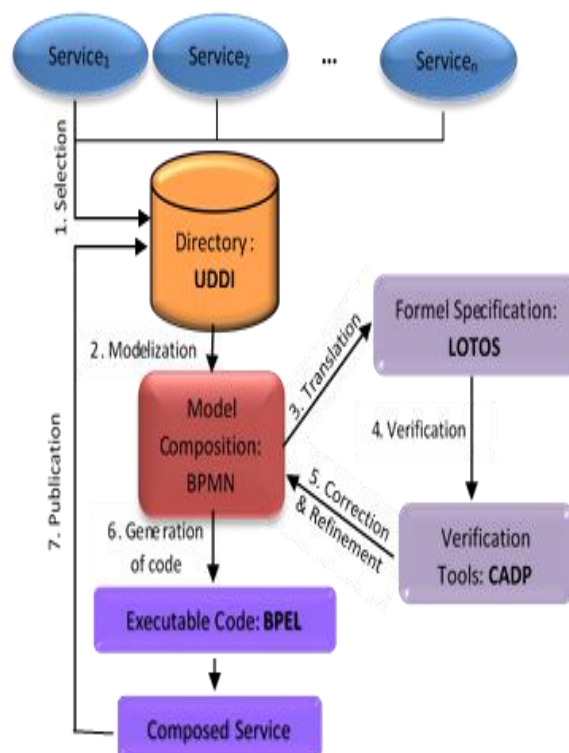 Service₁
Service₂
...
Serviceₙ
1. Selection
Directory :
UDDI
2. Modelization
3. Translation
Formel Specification:
LOTOS
Model
Composition:
BPMN
4. Verification
5. Correction
& Refinement
Verification
Tools: CADP
6. Generation
of code
7. Publication
Executable Code: BPEL
Composed Service